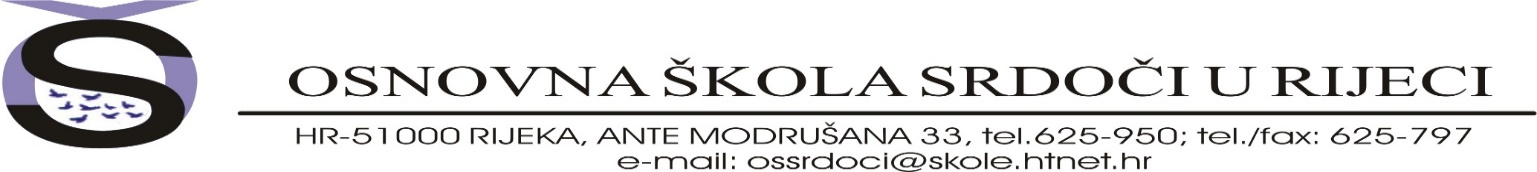 OSNOVNA ŠKOLA SRDOČI U RIJECI
HR-51000 RIJEKA, ANTE MODRUŠANA 33, tel.625-950; tel./fax: 625-797
e-mail: ossrdoci@skole.htnet.hr